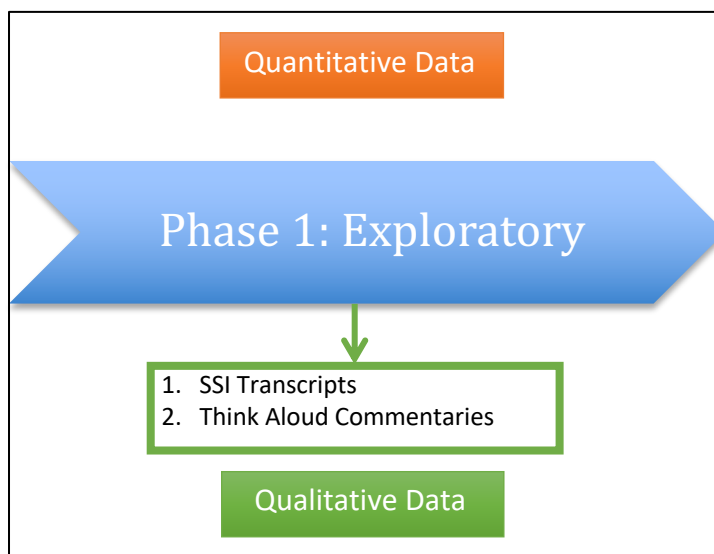 Quantitative Data
Phase 1: Exploratory
1. SSI Transcripts
2. Think Aloud Commentaries
Qualitative Data